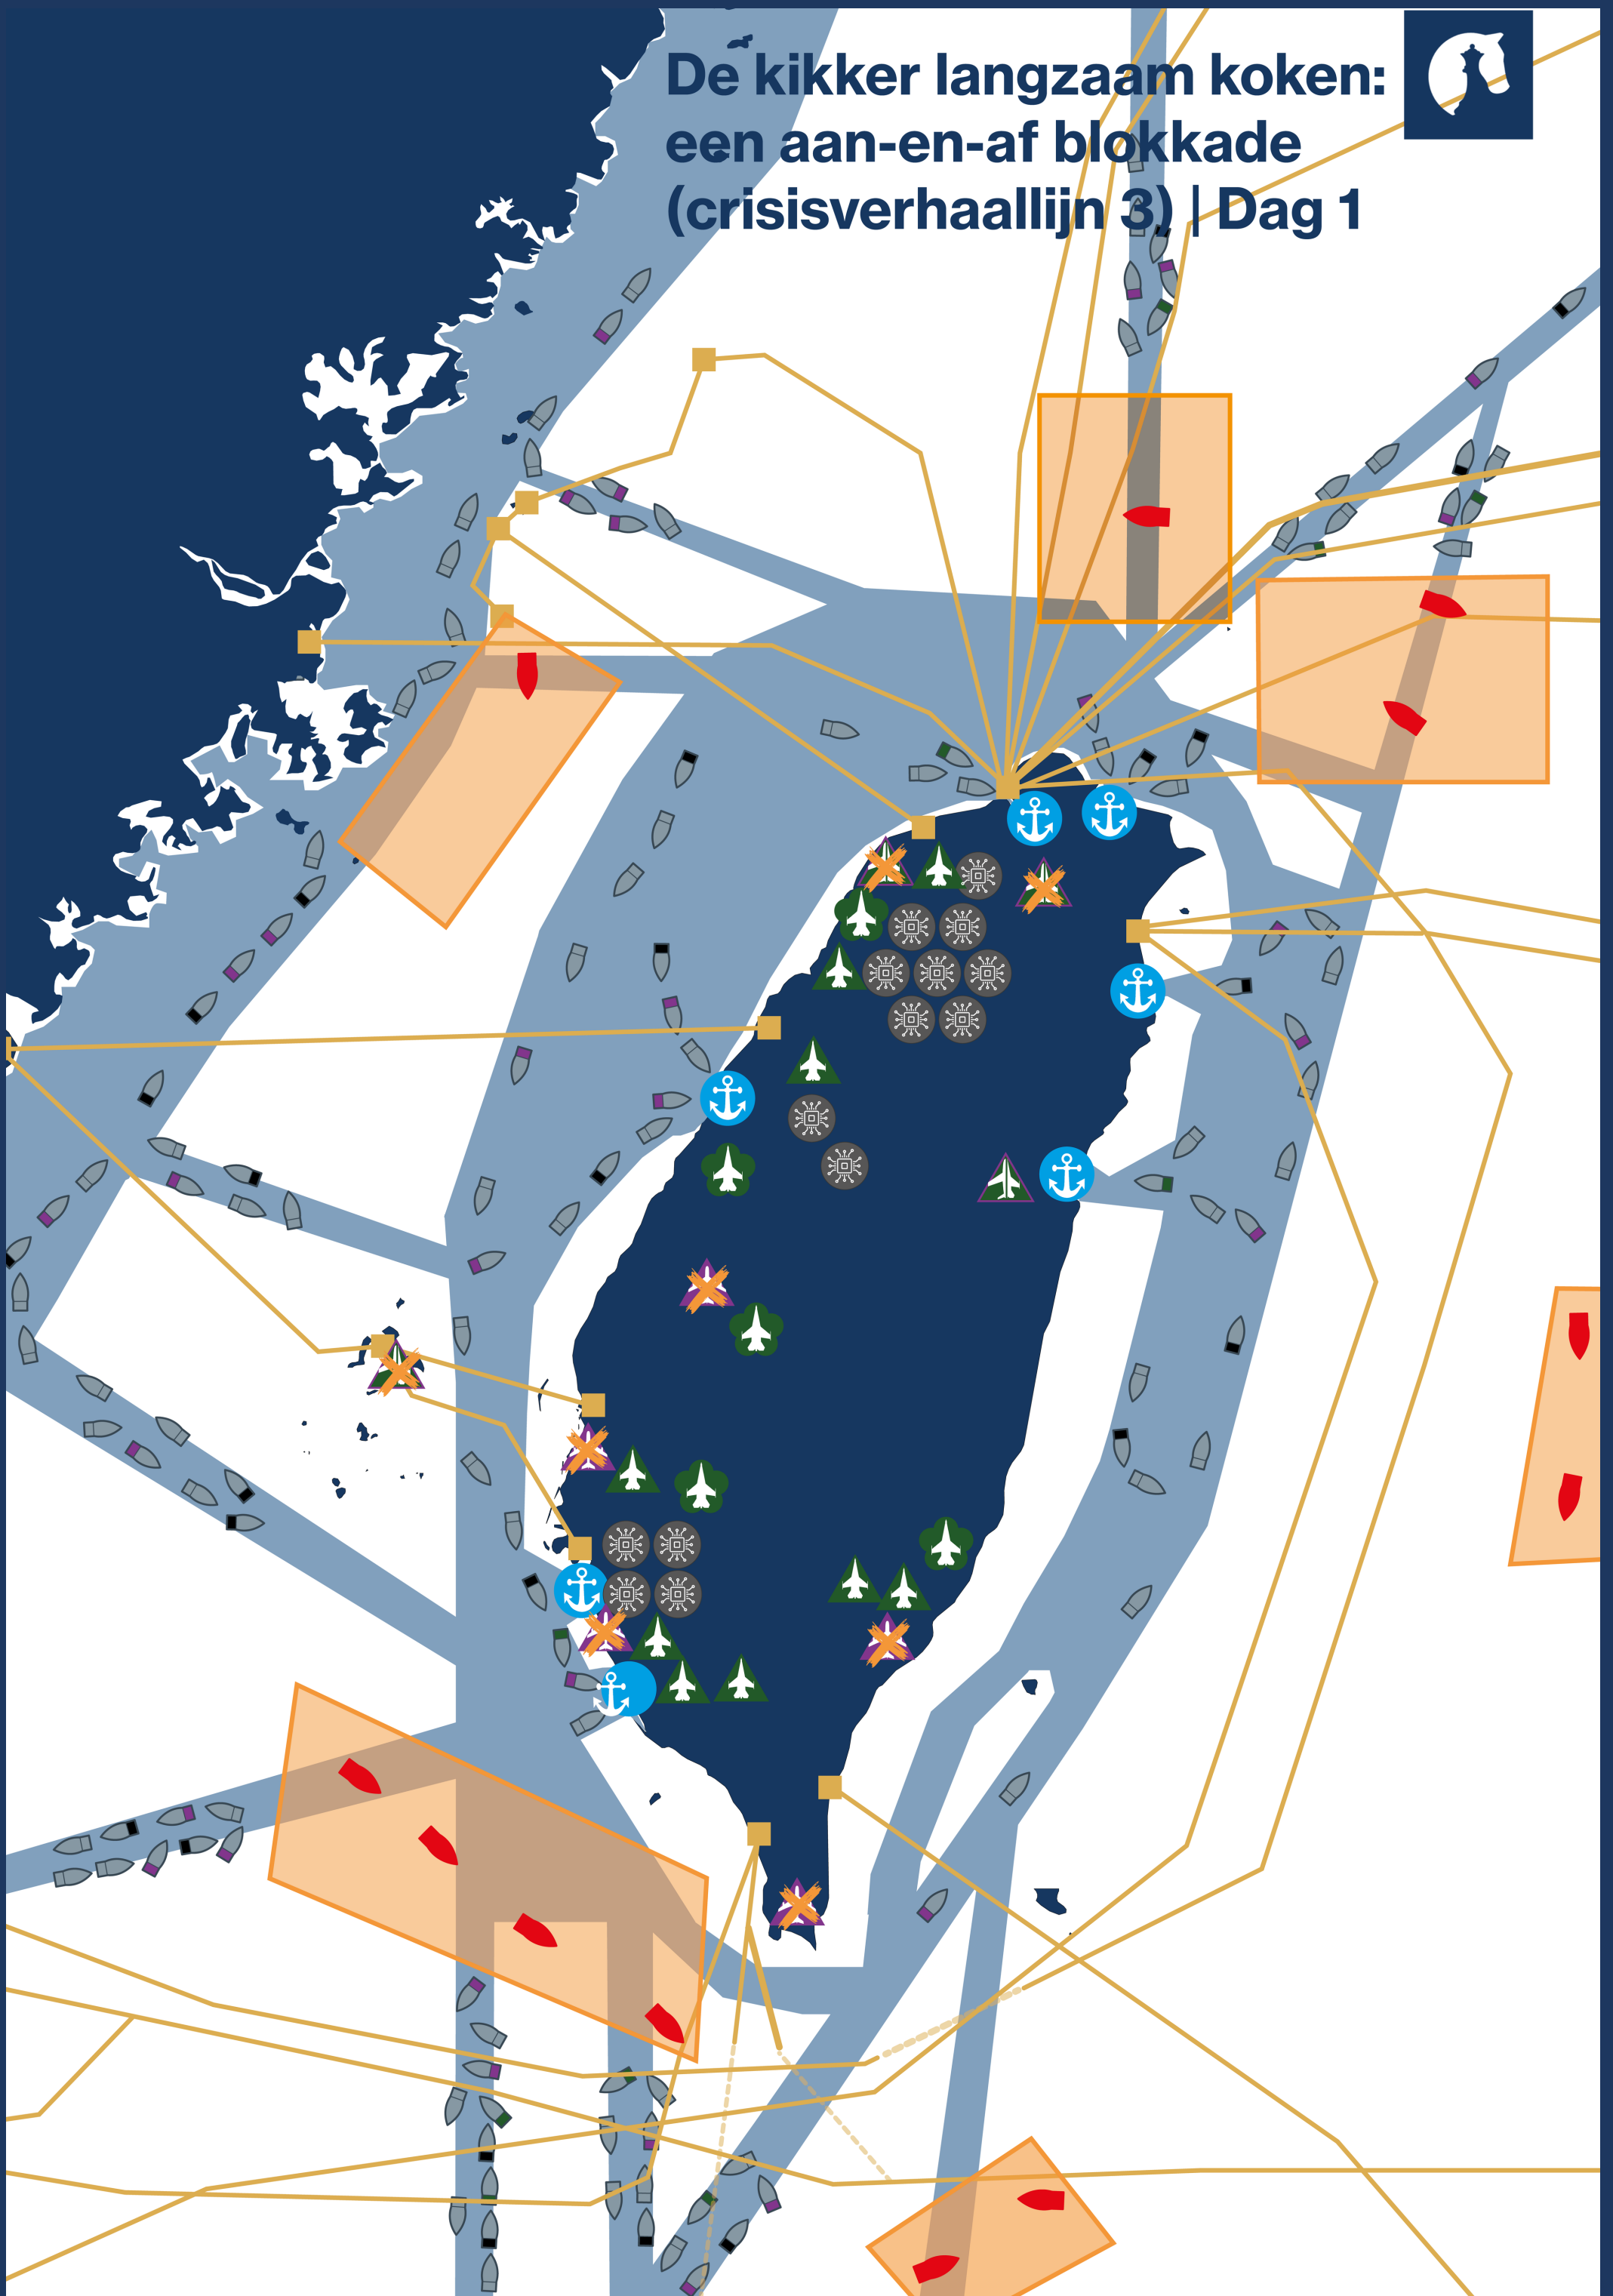 De kikker langzaam koken:
een aan-en-af blokkade
(crisisverhaallijn 3) | Dag 1